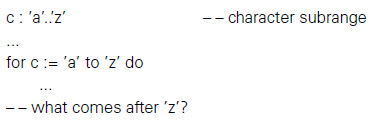 c : ’a’..’z’ –– character subrange
...
for c := ’a’ to ’z’ do
...
–– what comes after ’z’?